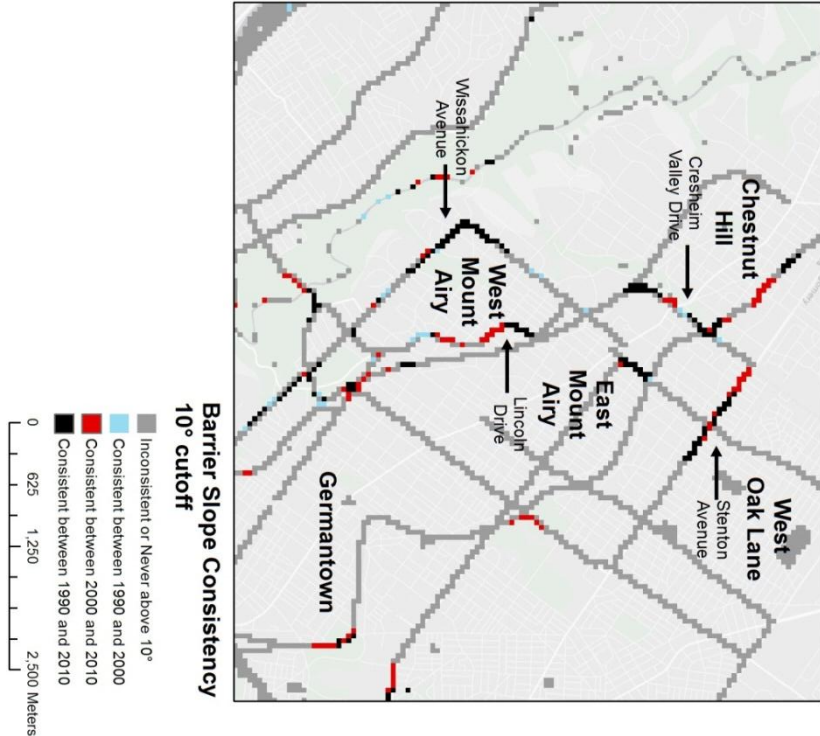 West
Oak Lane
Chestnut
Hill
Stenton
Avenue
Cresheim
Valley Drive
East
Mount
Airy
Lincoln
Drive
West
Mount
Airy
Wissahickon
Avenue
Germantown
Barrier Slope Consistency
10° cutoff
Inconsistent or Never above 10°
Consistent between 1990 and 2000
Consistent between 2000 and 2010
Consistent between 1990 and 2010
0 625 1,250 2,500 Meters